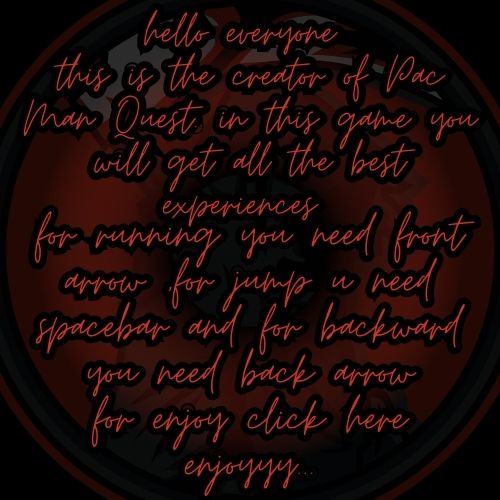 hello everyone
this is the creator of Pac
Man Quest, in this game you
will get all the best
experiences
for running you need front
arrow ,for jump u need
spacebar and for backward
you need back arrow
for enjoy click here
enjoyyy...